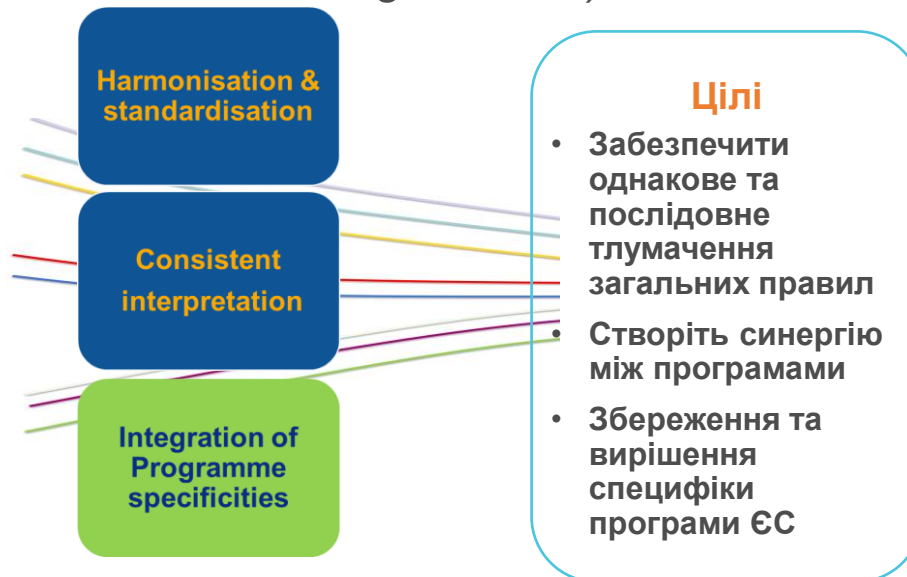 Harmonisation &
standardisation
Consistent
interpretation
Integration of
Programme
specificities
Цілі
• Забезпечити
однакове та
послідовне
тлумачення
загальних правил
• Створіть синергію
між програмами
• Збереження та
вирішення
специфіки
програми ЄС